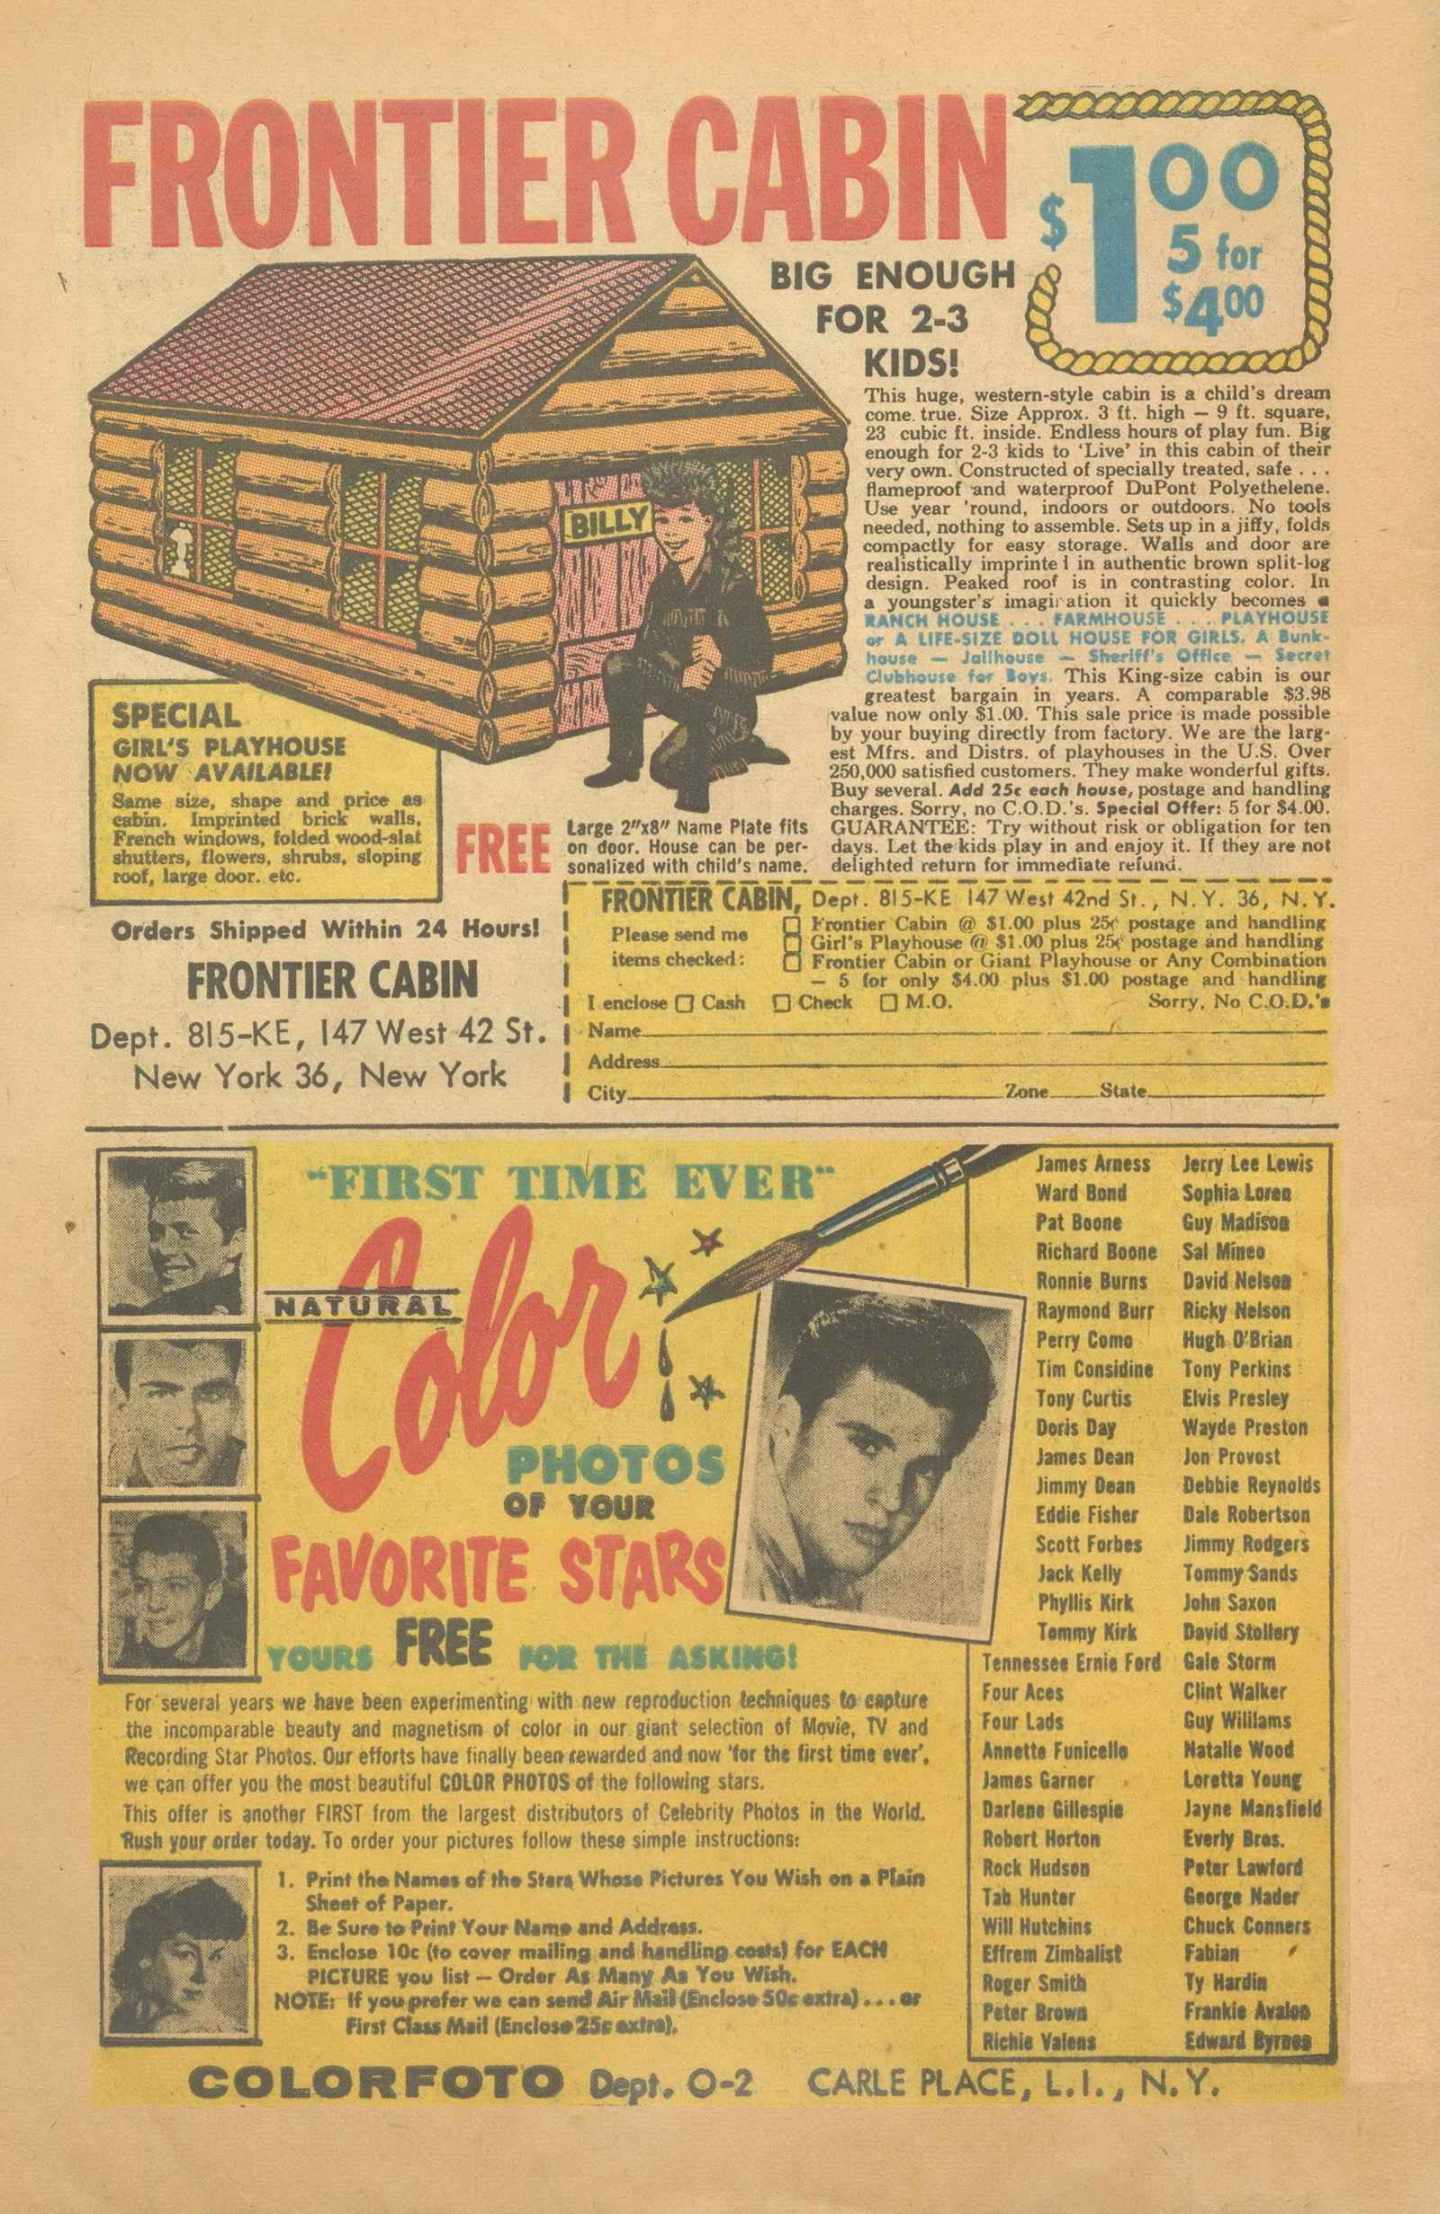 FRONTIER CABIN
$1.00
5 for
$4.00
BIG ENOUGH
FOR 2-3
KIDS!
BILLY
This huge, western-style cabin is a child's dream
come true. Size Approx. 3 ft. high — 9 ft. square,
23 cubic ft. inside. Endless hours of play fun. Big
enough for 2-3 kids to 'Live' in this cabin of their
very own. Constructed of specially treated, safe . . .
flameproof and waterproof DuPont Polyethelene.
Use year 'round, indoors or outdoors. No tools
needed, nothing to assemble. Sets up in a jiffy, folds
compactly for easy storage. Walls and door are
realistically imprinted in authentic brown split-log
design. Peaked roof is in contrasting color. In
a youngster's imagination it quickly becomes a
RANCH HOUSE . . . FARMHOUSE . . . PLAYHOUSE
or A LIFE-SIZE DOLL HOUSE FOR GIRLS. A Bunk-
house — Jailhouse — Sheriff's Office — Secret
Clubhouse for Boys. This King-size cabin is our
greatest bargain in years. A comparable $3.98
value now only $1.00. This sale price is made possible
by your buying directly from factory. We are the larg-
est Mfrs. and Distrs. of playhouses in the U.S. Over
250,000 satisfied customers. They make wonderful gifts.
Buy several. Add 25c each house, postage and handling
charges. Sorry, no C.O.D.'s. Special Offer: 5 for $4.00.
GUARANTEE: Try without risk or obligation for ten
days. Let the kids play in and enjoy it. If they are not
delighted return for immediate refund.
SPECIAL
GIRL'S PLAYHOUSE
NOW AVAILABLE!
Same size, shape and price as
cabin. Imprinted brick walls,
French windows, folded wood-slat
shutters, flowers, shrubs, sloping
roof, large door. etc.
FREE
Large 2"x8" Name Plate fits
on door. House can be per-
sonalized with child's name.
Orders Shipped Within 24 Hours!
FRONTIER CABIN
Dept. 815-KE, 147 West 42 St.
New York 36, New York
FRONTIER CABIN, Dept. 815-KE 147 West 42nd St., N.Y. 36, N.Y.
Please send me
items checked:
Frontier Cabin @ $1.00 plus 25¢ postage and handling
Girl's Playhouse @ $1.00 plus 25¢ postage and handling
Frontier Cabin or Giant Playhouse or Any Combination
— 5 for only $4.00 plus $1.00 postage and handling
I enclose Cash Check M.O. Sorry, No C.O.D.'s
Name
Address
City Zone State
"FIRST TIME EVER"
NATURAL
Color
PHOTOS
OF YOUR
FAVORITE STARS
YOURS FREE FOR THE ASKING!
For several years we have been experimenting with new reproduction techniques to capture
the incomparable beauty and magnetism of color in our giant selection of Movie, TV and
Recording Star Photos. Our efforts have finally been rewarded and now 'for the first time ever',
we can offer you the most beautiful COLOR PHOTOS of the following stars.
This offer is another FIRST from the largest distributors of Celebrity Photos in the World.
Rush your order today. To order your pictures follow these simple instructions:
1. Print the Names of the Stars Whose Pictures You Wish on a Plain
Sheet of Paper.
2. Be Sure to Print Your Name and Address.
3. Enclose 10c (to cover mailing and handling costs) for EACH
PICTURE you list — Order As Many As You Wish.
NOTE: If you prefer we can send Air Mail (Enclose 50c extra) . . . or
First Class Mail (Enclose 25c extra).
James Arness
Ward Bond
Pat Boone
Richard Boone
Ronnie Burns
Raymond Burr
Perry Como
Tim Considine
Tony Curtis
Doris Day
James Dean
Jimmy Dean
Eddie Fisher
Scott Forbes
Jack Kelly
Phyllis Kirk
Tommy Kirk
Tennessee Ernie Ford
Four Aces
Four Lads
Annette Funicello
James Garner
Darlene Gillespie
Robert Horton
Rock Hudson
Tab Hunter
Will Hutchins
Effrem Zimbalist
Roger Smith
Peter Brown
Richie Valens
Jerry Lee Lewis
Sophia Loren
Guy Madison
Sal Mineo
David Nelson
Ricky Nelson
Hugh O'Brian
Tony Perkins
Elvis Presley
Wayde Preston
Jon Provost
Debbie Reynolds
Dale Robertson
Jimmy Rodgers
Tommy Sands
John Saxon
David Stollery
Gale Storm
Clint Walker
Guy Williams
Natalie Wood
Loretta Young
Jayne Mansfield
Everly Bros.
Peter Lawford
George Nader
Chuck Conners
Fabian
Ty Hardin
Frankie Avalon
Edward Byrnes
COLORFOTO Dept. O-2 CARLE PLACE, L.I., N.Y.